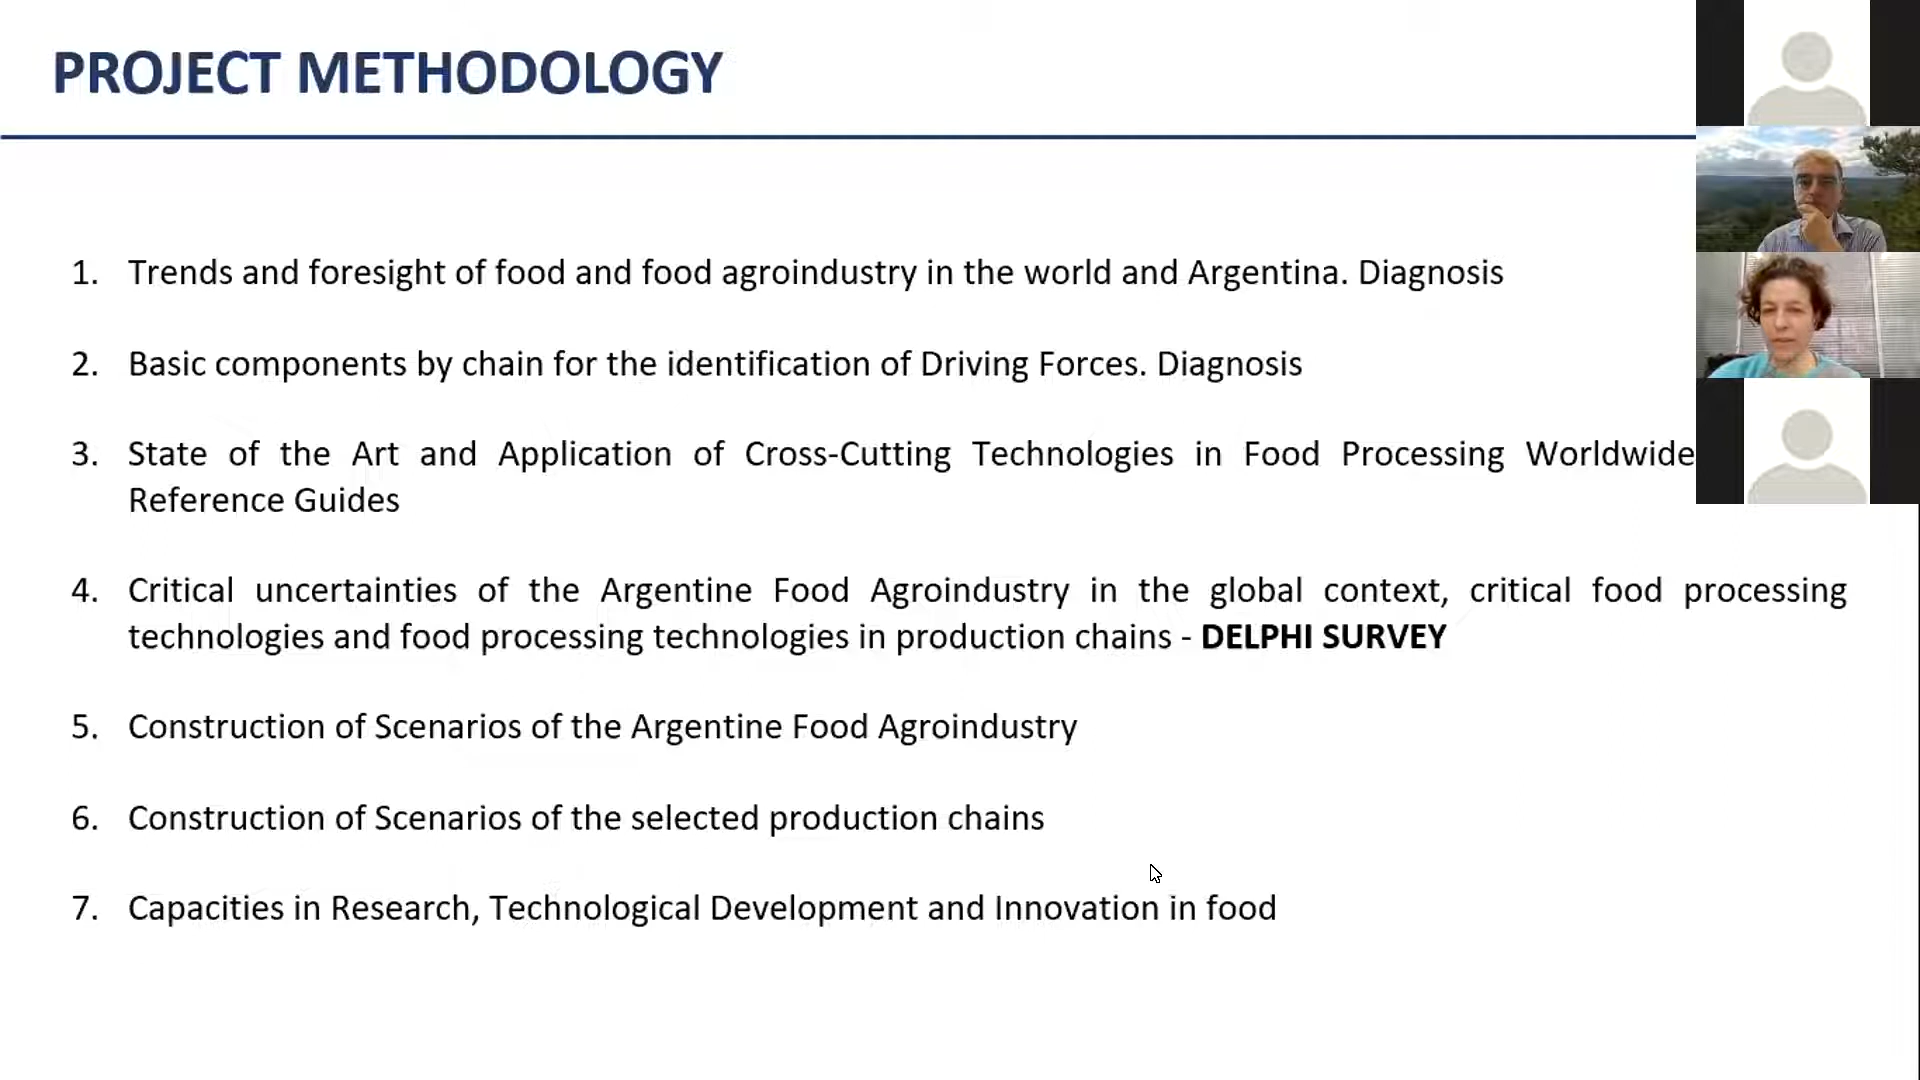 PROJECT METHODOLOGY
1. Trends and foresight of food and food agroindustry in the world and Argentina. Diagnosis
2. Basic components by chain for the identification of Driving Forces. Diagnosis
3. State of the Art and Application of Cross-Cutting Technologies in Food Processing Worldwide
Reference Guides
4. Critical uncertainties of the Argentine Food Agroindustry in the global context, critical food processing
technologies and food processing technologies in production chains - DELPHI SURVEY
5. Construction of Scenarios of the Argentine Food Agroindustry
6. Construction of Scenarios of the selected production chains
7. Capacities in Research, Technological Development and Innovation in food